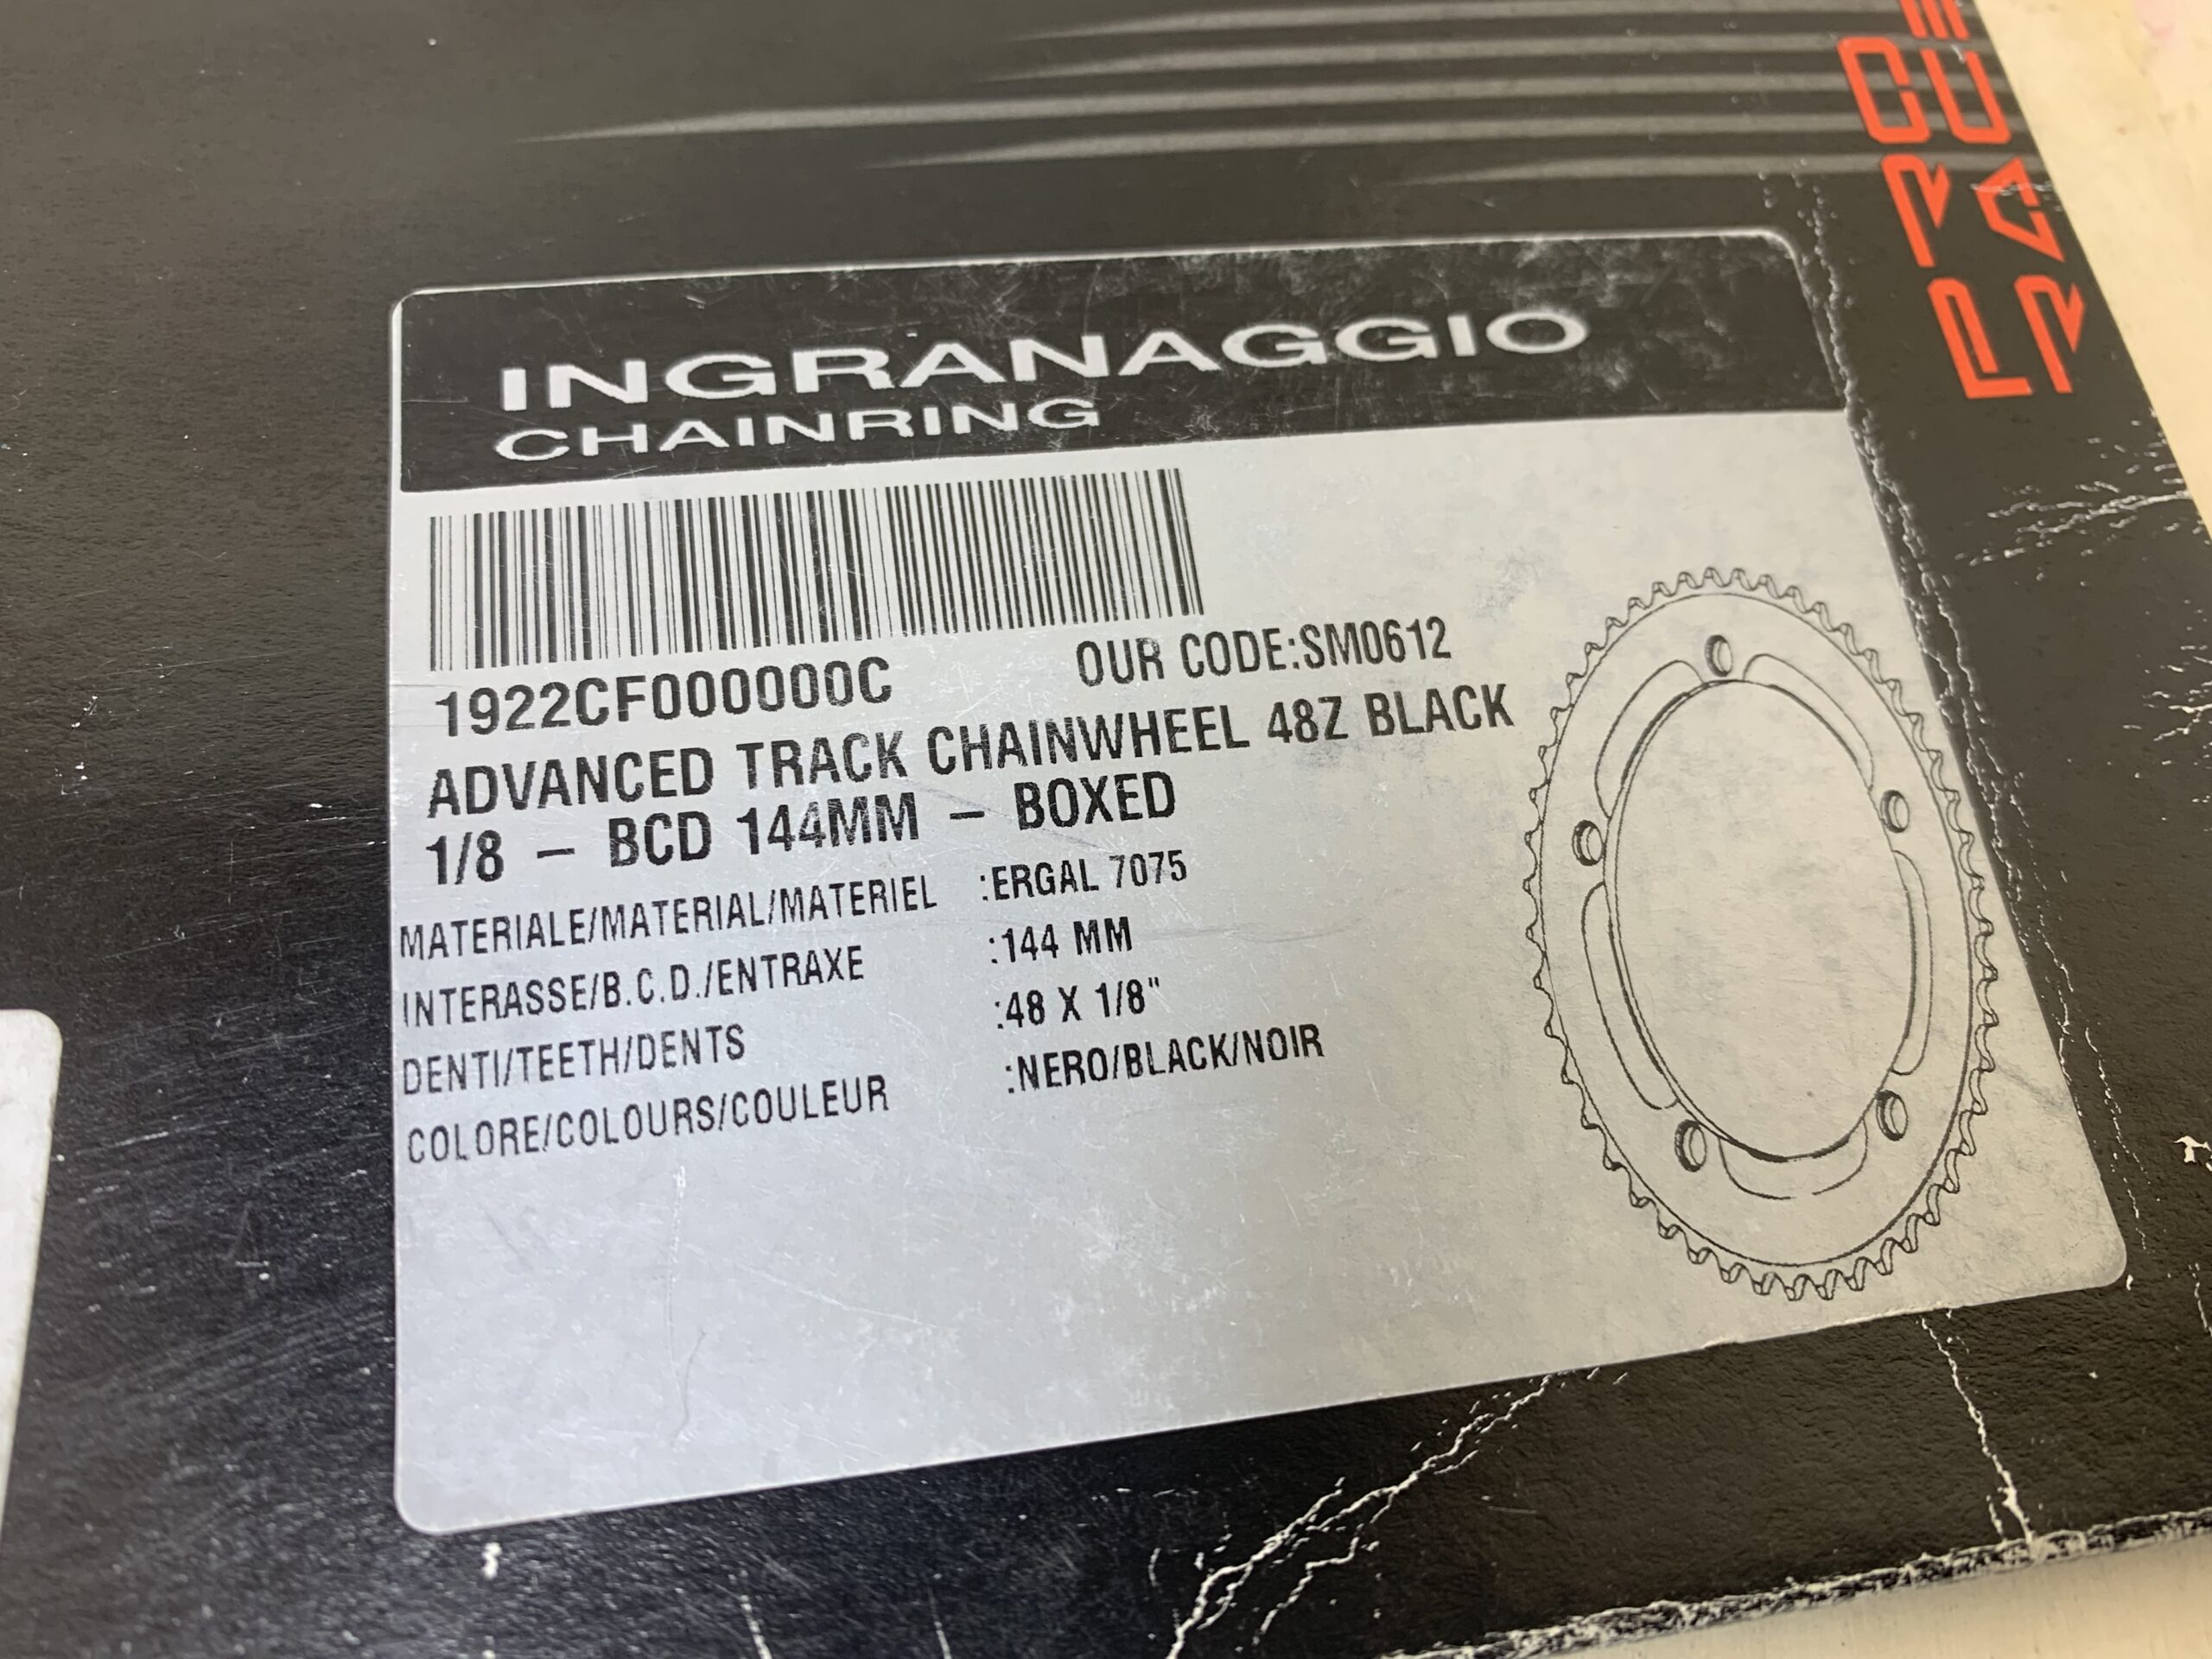 INGRANAGGIO
CHAINRING
1922CF000000C
OUR CODE:SM0612
ADVANCED TRACK CHAINWHEEL 48Z BLACK
1/8 – BCD 144MM – BOXED
MATERIALE/MATERIAL/MATERIEL :ERGAL 7075
INTERASSE/B.C.D./ENTRAXE :144 MM
DENTI/TEETH/DENTS :48 X 1/8"
COLORE/COLOURS/COULEUR :NERO/BLACK/NOIR